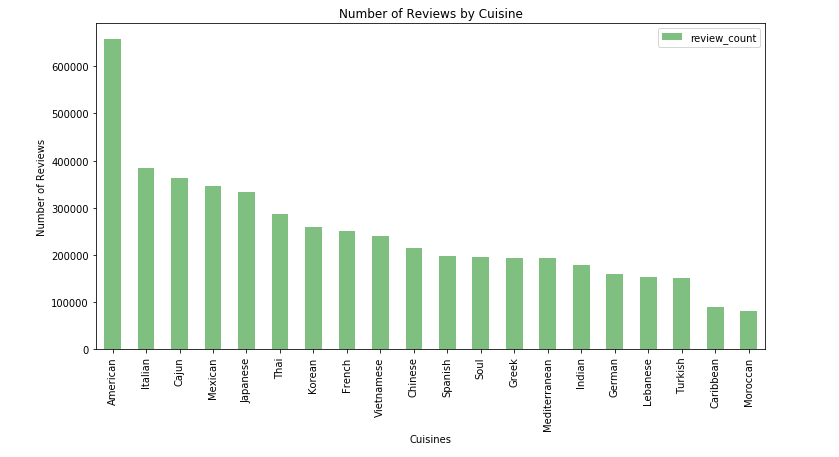 Number of Reviews by Cuisine
review_count
Number of Reviews
600000
500000
400000
300000
200000
100000
0
American
Italian
Cajun
Mexican
Japanese
Thai
Korean
French
Vietnamese
Chinese
Spanish
Soul
Greek
Mediterranean
Indian
German
Lebanese
Turkish
Caribbean
Moroccan
Cuisines